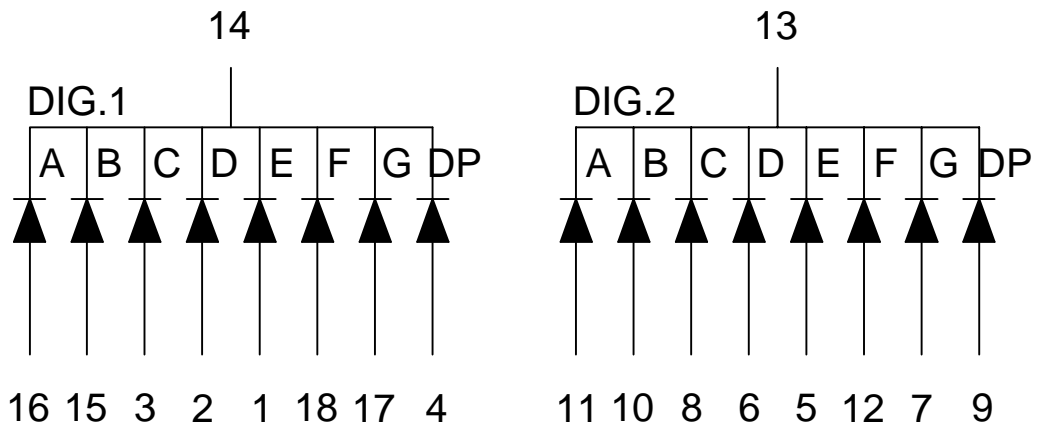 14 13
DIG.1 DIG.2
A B C D E F G DP A B C D E F G DP
16 15 3 2 1 18 17 4 11 10 8 6 5 12 7 9